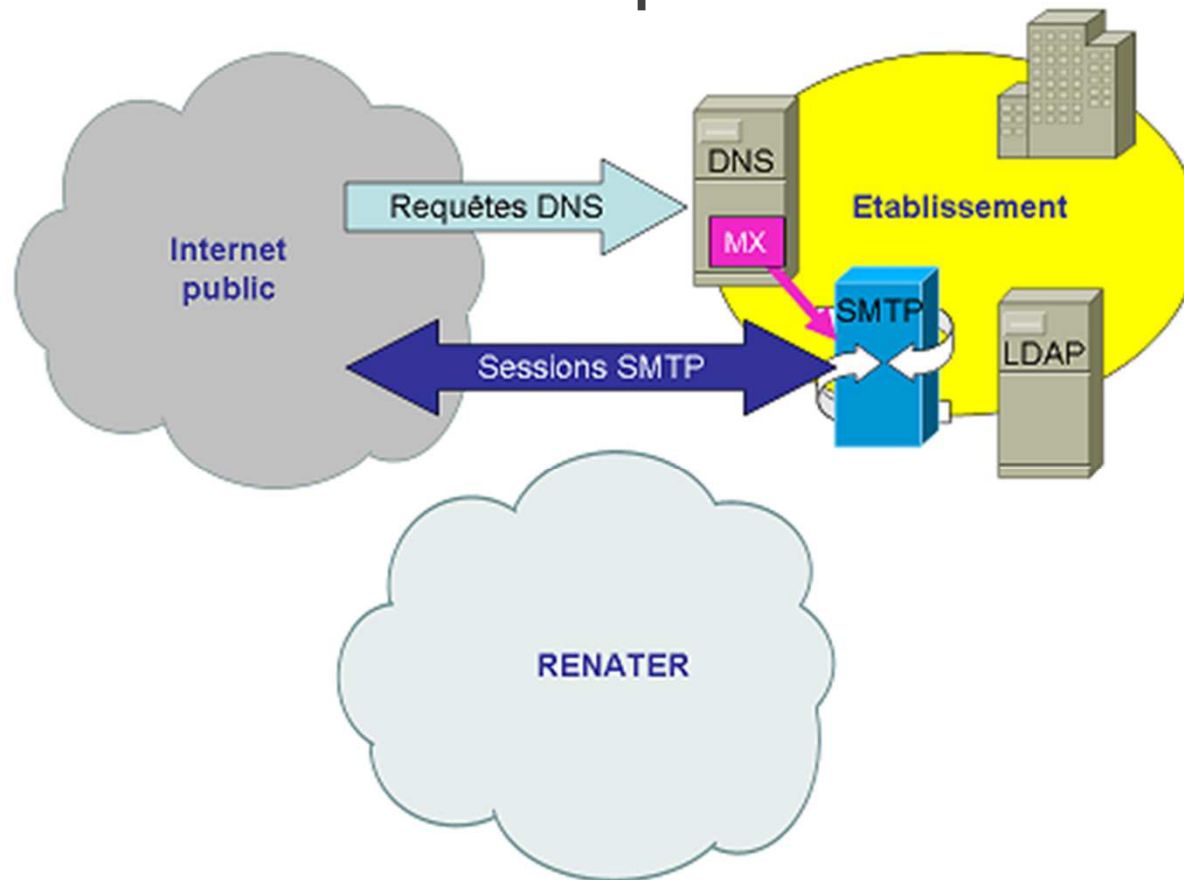 DNS
Requêtes DNS
Etablissement
MX
Internet
public
SMTP
Sessions SMTP
LDAP
RENATER